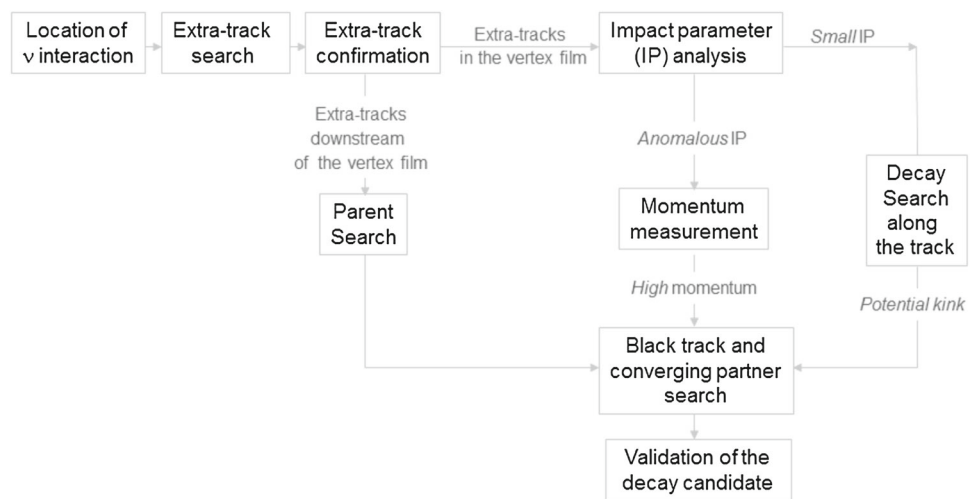 Location of
ν interaction
Extra-track
search
Extra-track
confirmation
Extra-tracks
in the vertex film
Impact parameter
(IP) analysis
Small IP
Extra-tracks
downstream
of the vertex film
Anomalous IP
Parent
Search
Momentum
measurement
Decay
Search
along
the track
High momentum
Potential kink
Black track and
converging partner
search
Validation of the
decay candidate